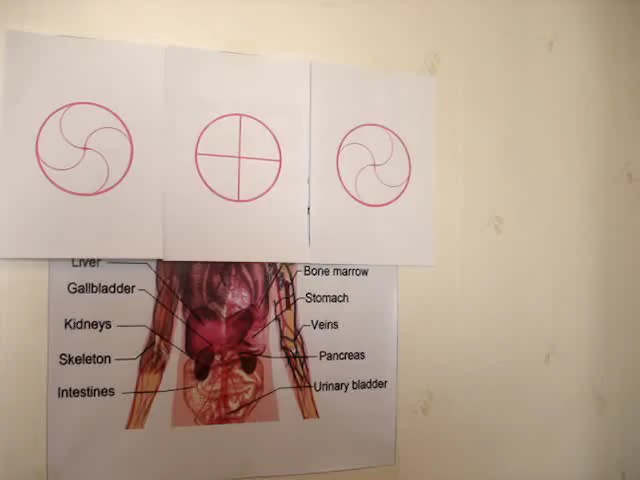 Liver
Gallbladder
Kidneys
Skeleton
Intestines
Bone marrow
Stomach
Veins
Pancreas
Urinary bladder